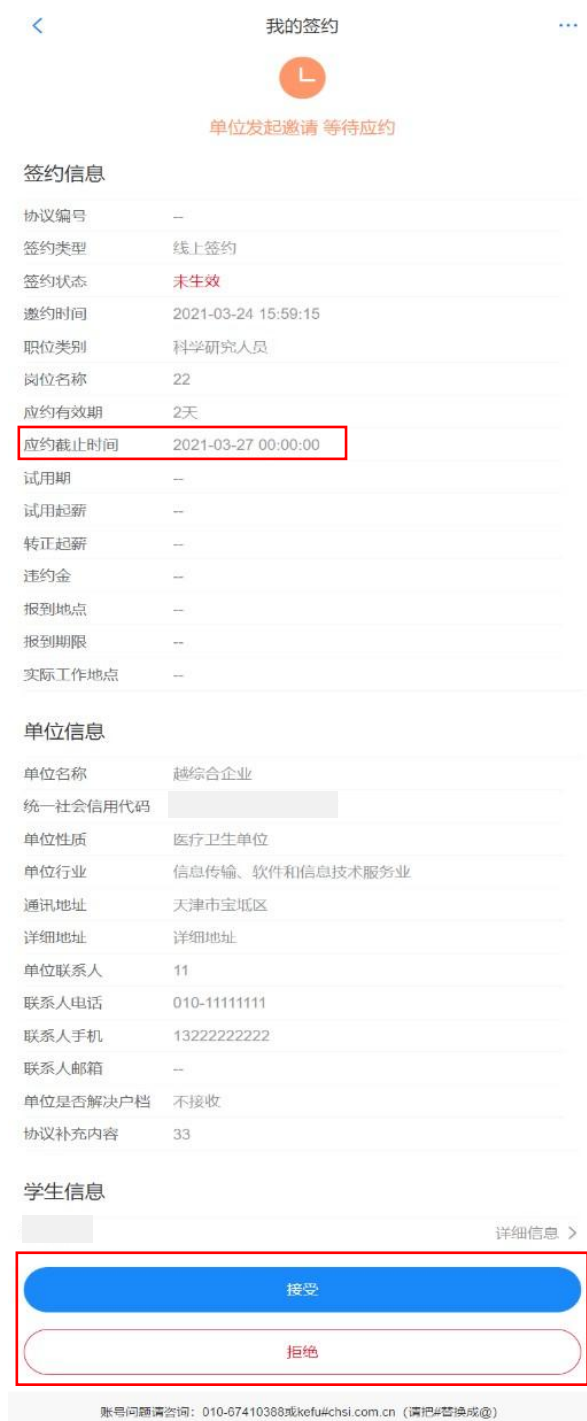 我的签约
单位发起邀请 等待应约
签约信息
协议编号 --
签约类型 线上签约
签约状态 未生效
邀约时间 2021-03-24 15:59:15
职位类别 科学研究人员
岗位名称 22
应约有效期 2天
应约截止时间 2021-03-27 00:00:00
试用期 --
试用起薪 --
转正起薪 --
违约金 --
报到地点 --
报到期限 --
实际工作地点 --
单位信息
单位名称 越综合企业
统一社会信用代码
单位性质 医疗卫生单位
单位行业 信息传输、软件和信息技术服务业
通讯地址 天津市宝坻区
详细地址 详细地址
单位联系人 11
联系人电话 010-11111111
联系人手机 13222222222
联系人邮箱 --
单位是否解决户档 不接收
协议补充内容 33
学生信息
详细信息
接受
拒绝
账号问题请咨询：010-67410388或kefu#chsi.com.cn（请把#替换成@）